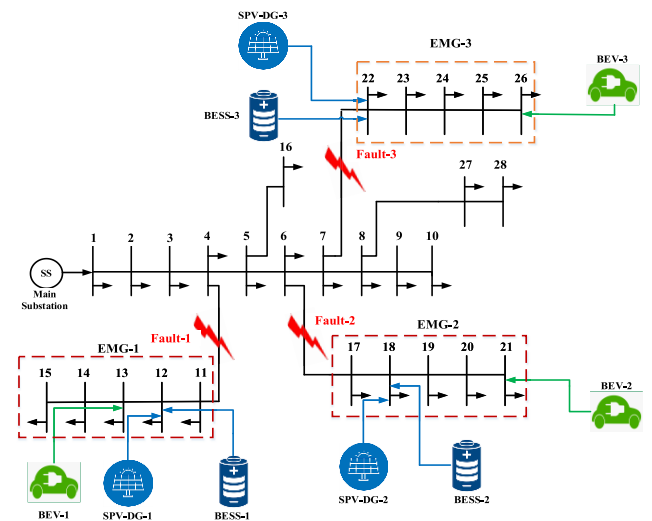 SPV-DG-3
EMG-3
BEV-3
22 23 24 25 26
BESS-3
16
Fault-3
27 28
1 2 3 4 5 6 7 8 9 10
SS
Main
Substation
Fault-1
Fault-2
EMG-1
EMG-2
15 14 13 12 11
17 18 19 20 21
BEV-2
BEV-1
SPV-DG-1
BESS-1
SPV-DG-2
BESS-2